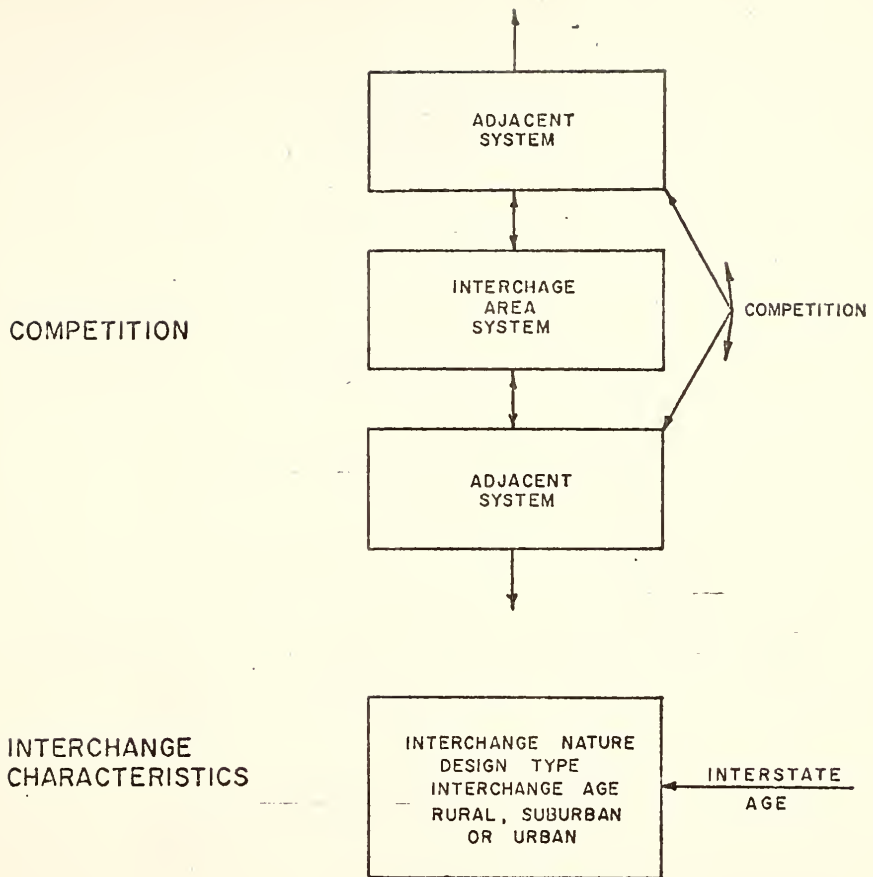 ADJACENT
SYSTEM
INTERCHAGE
AREA
SYSTEM
COMPETITION
COMPETITION
ADJACENT
SYSTEM
INTERCHANGE
CHARACTERISTICS
INTERCHANGE NATURE
DESIGN TYPE
INTERCHANGE AGE
RURAL, SUBURBAN
OR URBAN
INTERSTATE
AGE